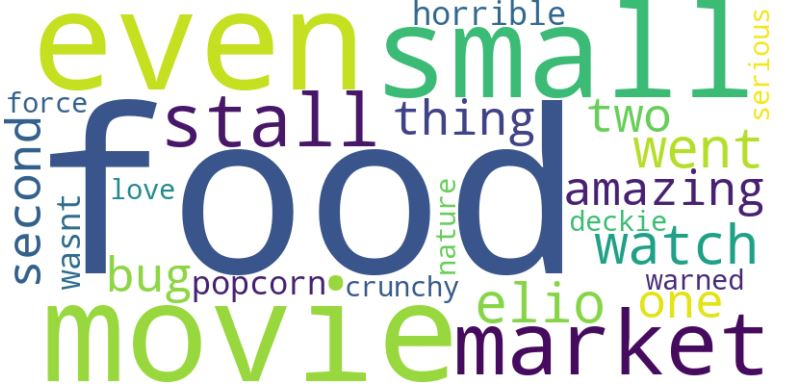 even
small
horrible
serious
force
stall
thing
two
went
second
food
wasnt
love
nature
amazing
deckie
watch
bug
popcorn
crunchy
warned
elio
one
movie
market